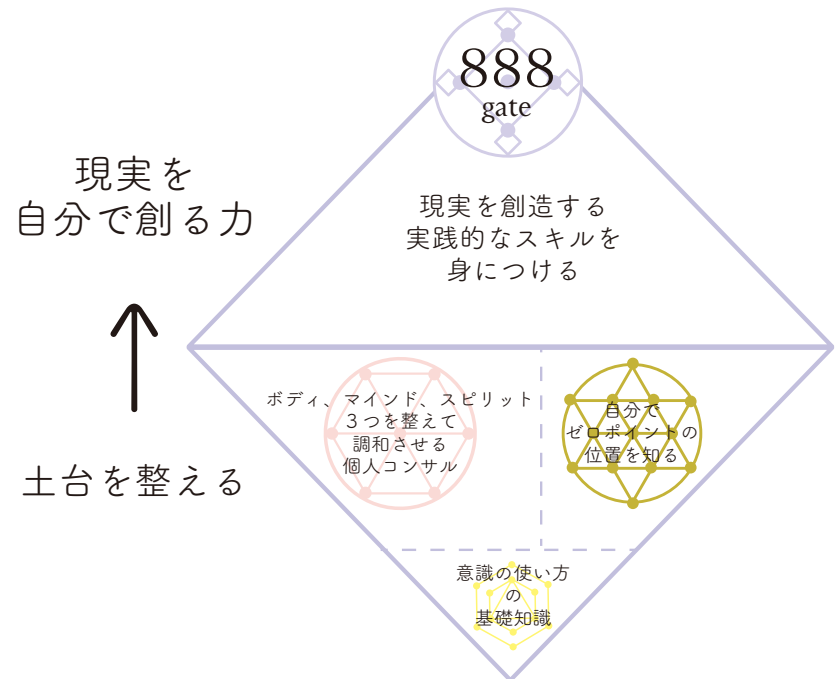 888
gate
現実を
自分で創る力
現実を創造する
実践的なスキルを
身につける
ボディ、マインド、スピリット
３つを整えて
調和させる
個人コンサル
自分で
ゼロポイントの
位置を知る
土台を整える
意識の使い方
の
基礎知識